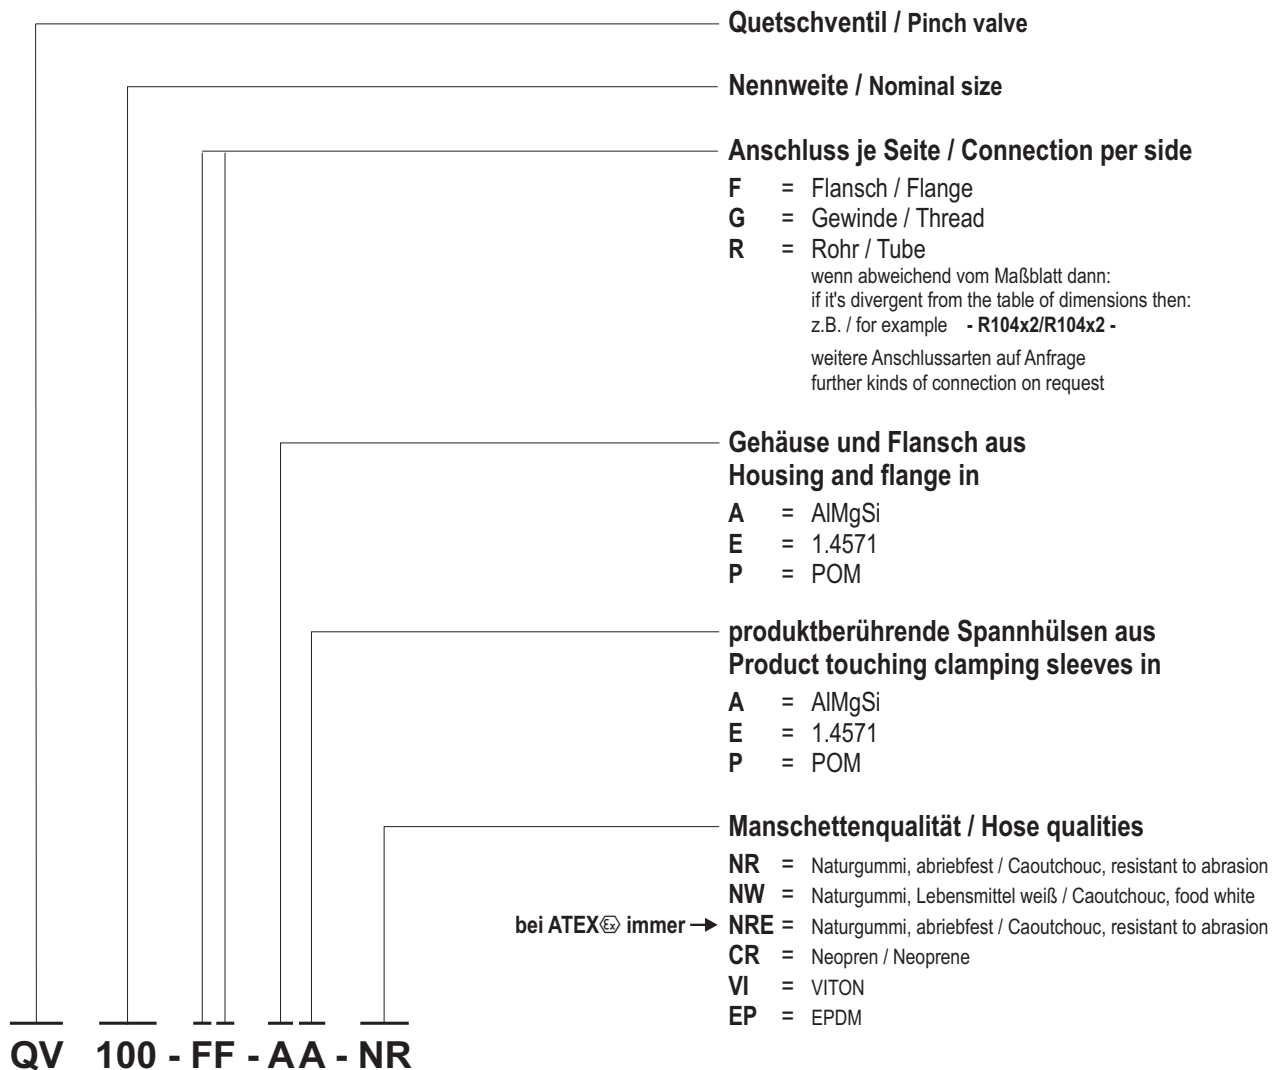 Quetschventil / Pinch valve
Nennweite / Nominal size
Anschluss je Seite / Connection per side
F = Flansch / Flange
G = Gewinde / Thread
R = Rohr / Tube
wenn abweichend vom Maßblatt dann:
if it's divergent from the table of dimensions then:
z.B. / for example - R104x2/R104x2 -
weitere Anschlussarten auf Anfrage
further kinds of connection on request
Gehäuse und Flansch aus
Housing and flange in
A = AlMgSi
E = 1.4571
P = POM
produktberührende Spannhülsen aus
Product touching clamping sleeves in
A = AlMgSi
E = 1.4571
P = POM
Manschettenqualität / Hose qualities
NR = Naturgummi, abriebfest / Caoutchouc, resistant to abrasion
NW = Naturgummi, Lebensmittel weiß / Caoutchouc, food white
bei ATEX immer → NRE = Naturgummi, abriebfest / Caoutchouc, resistant to abrasion
CR = Neopren / Neoprene
VI = VITON
EP = EPDM
QV 100 - FF - AA - NR